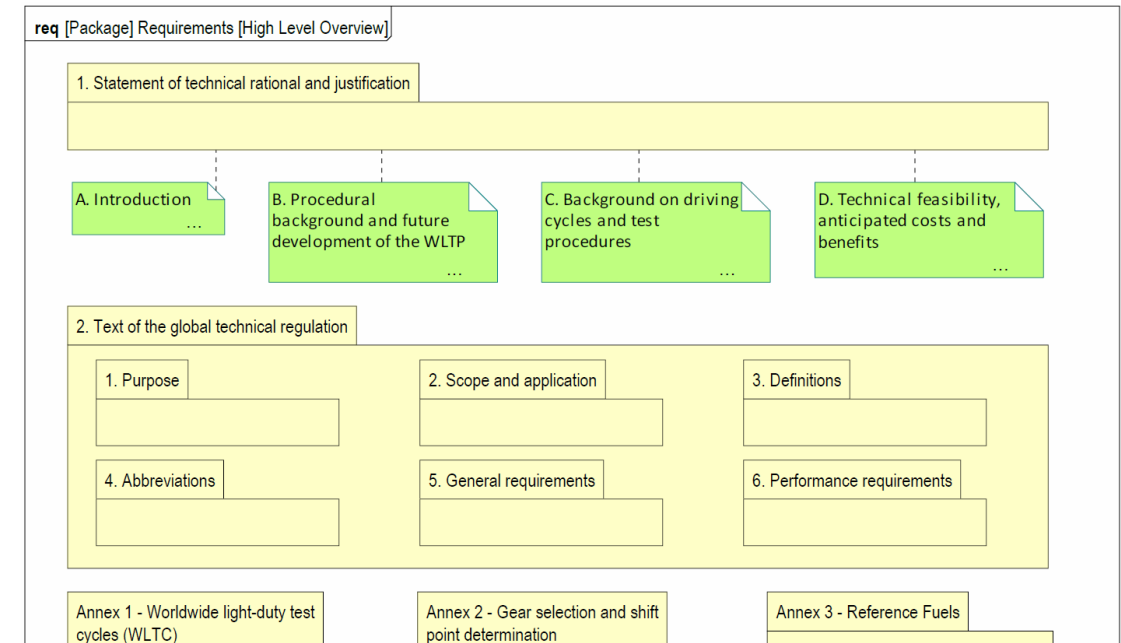 req [Package] Requirements [High Level Overview]
1. Statement of technical rational and justification
A. Introduction
...
B. Procedural
background and future
development of the WLTP
...
C. Background on driving
cycles and test
procedures
...
D. Technical feasibility,
anticipated costs and
benefits
...
2. Text of the global technical regulation
1. Purpose
2. Scope and application
3. Definitions
4. Abbreviations
5. General requirements
6. Performance requirements
Annex 1 - Worldwide light-duty test
cycles (WLTC)
Annex 2 - Gear selection and shift
point determination
Annex 3 - Reference Fuels